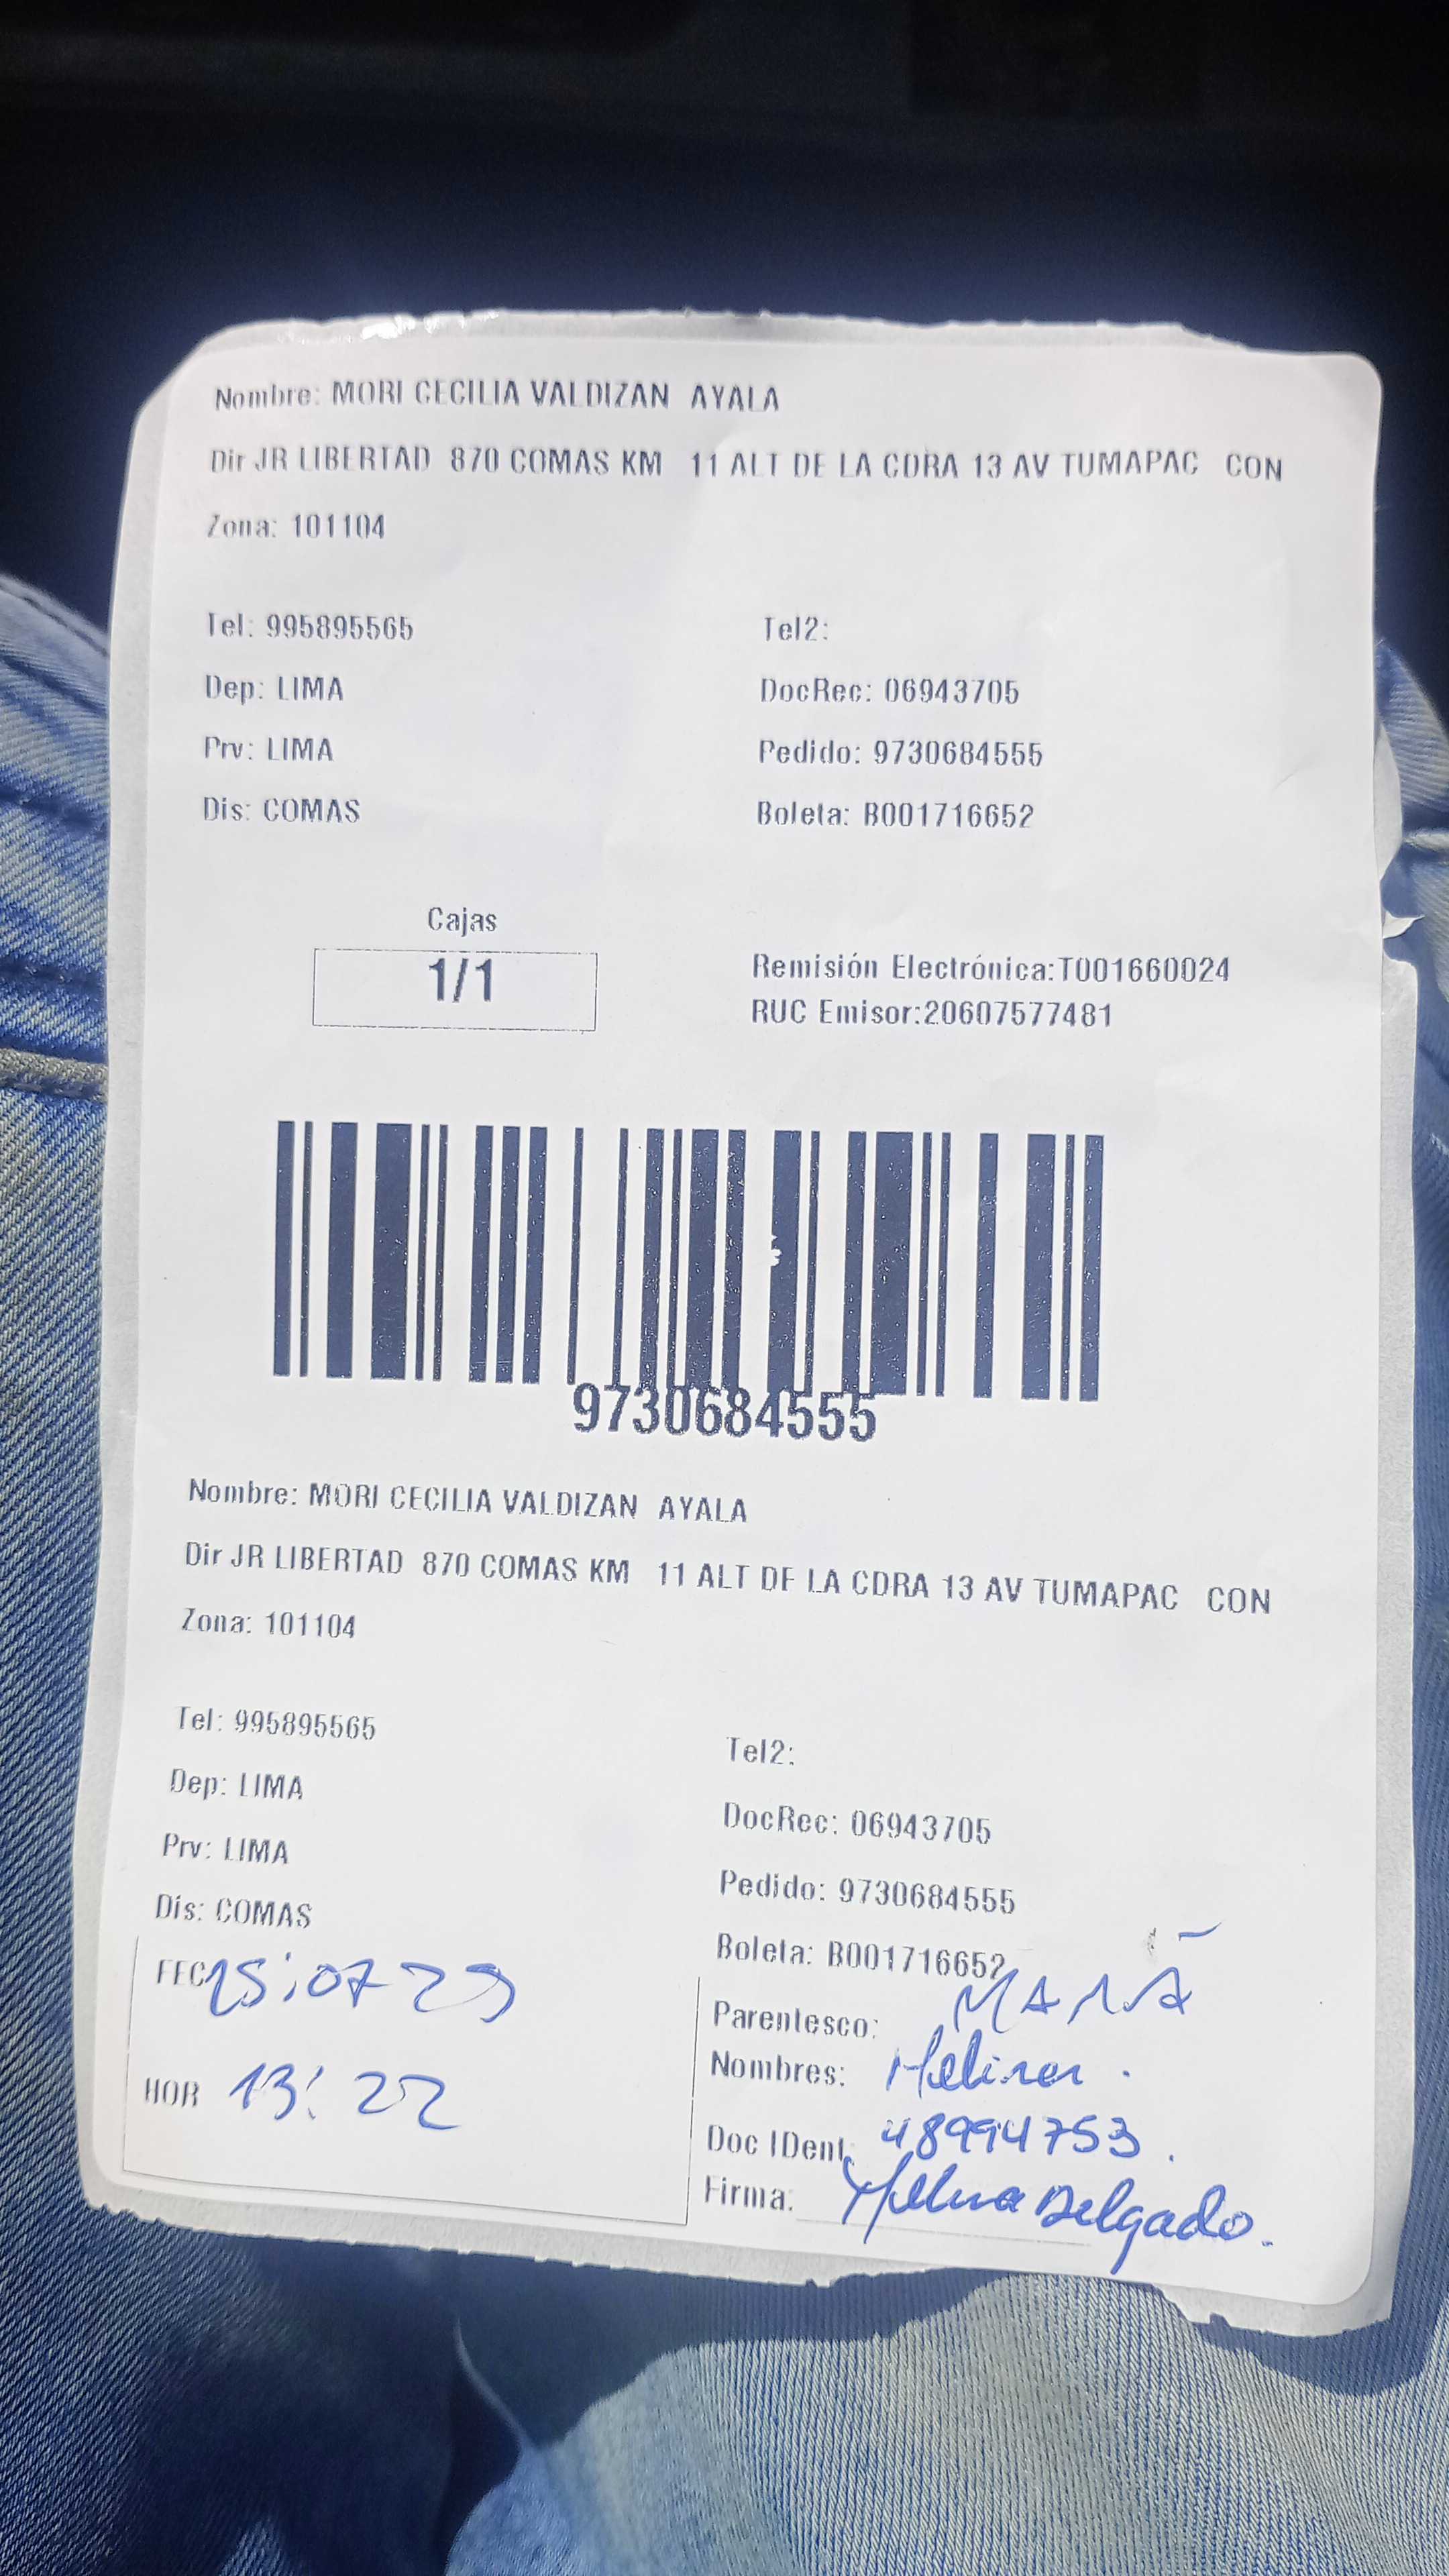 Nombre: MORI CECILIA VALDIZAN AYALA
Dir JR LIBERTAD 870 COMAS KM 11 ALT DE LA CDRA 13 AV TUMAPAC CON
Zona: 101104
Tel: 995895565
Tel2:
Dep: LIMA
DocRec: 06943705
Prv: LIMA
Pedido: 9730684555
Dis: COMAS
Boleta: B001716652
Cajas
1/1
Remisión Electrónica:T001660024
RUC Emisor:20607577481
9730684555
Nombre: MORI CECILIA VALDIZAN AYALA
Dir JR LIBERTAD 870 COMAS KM 11 ALT DE LA CDRA 13 AV TUMAPAC CON
Zona: 101104
Tel: 995895565
Tel2:
Dep: LIMA
DocRec: 06943705
Prv: LIMA
Pedido: 9730684555
Dis: COMAS
Boleta: B001716652
FEC 25:07 23
Parentesco:
Nombres: Melina.
HOR 13:22
Doc IDent. 48994753.
Firma: Melina Delgado.